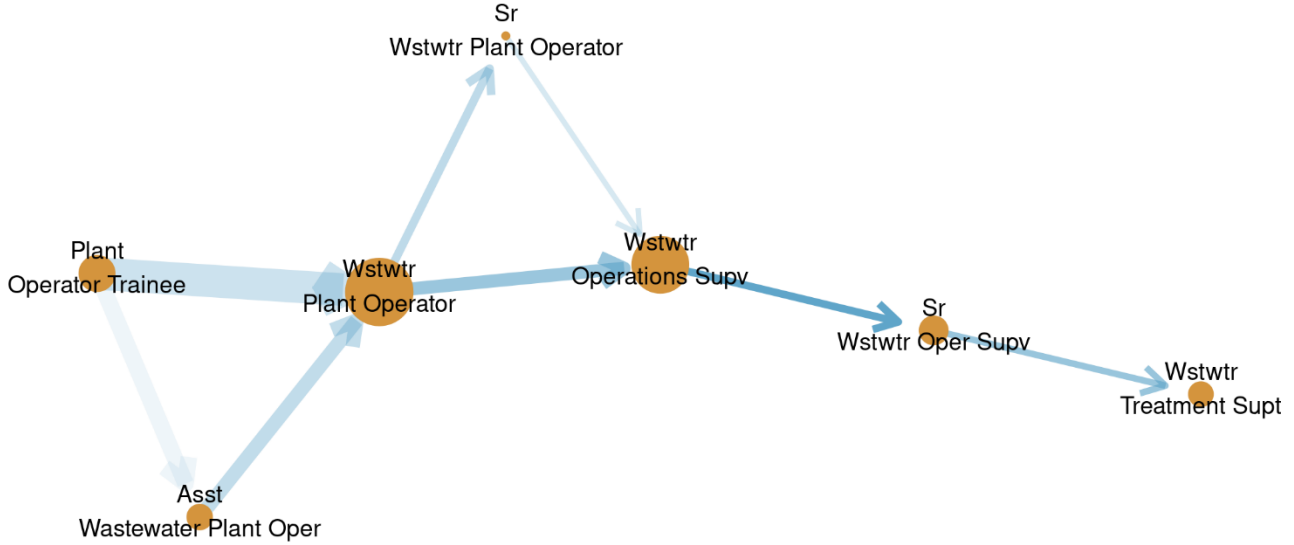 Sr
Wstwtr Plant Operator
Plant
Operator Trainee
Wstwtr
Plant Operator
Wstwtr
Operations Supv
Sr
Wstwtr Oper Supv
Wstwtr
Treatment Supt
Asst
Wastewater Plant Oper